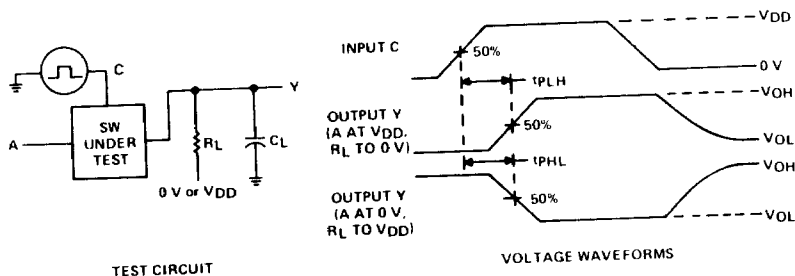 C
Y
A
SW
UNDER
TEST
RL
CL
0 V or VDD
TEST CIRCUIT
INPUT C
50%
VDD
0 V
tPLH
OUTPUT Y
(A AT VDD,
RL TO 0 V)
50%
VOH
VOL
tPHL
OUTPUT Y
(A AT 0 V,
RL TO VDD)
50%
VOH
VOL
VOLTAGE WAVEFORMS